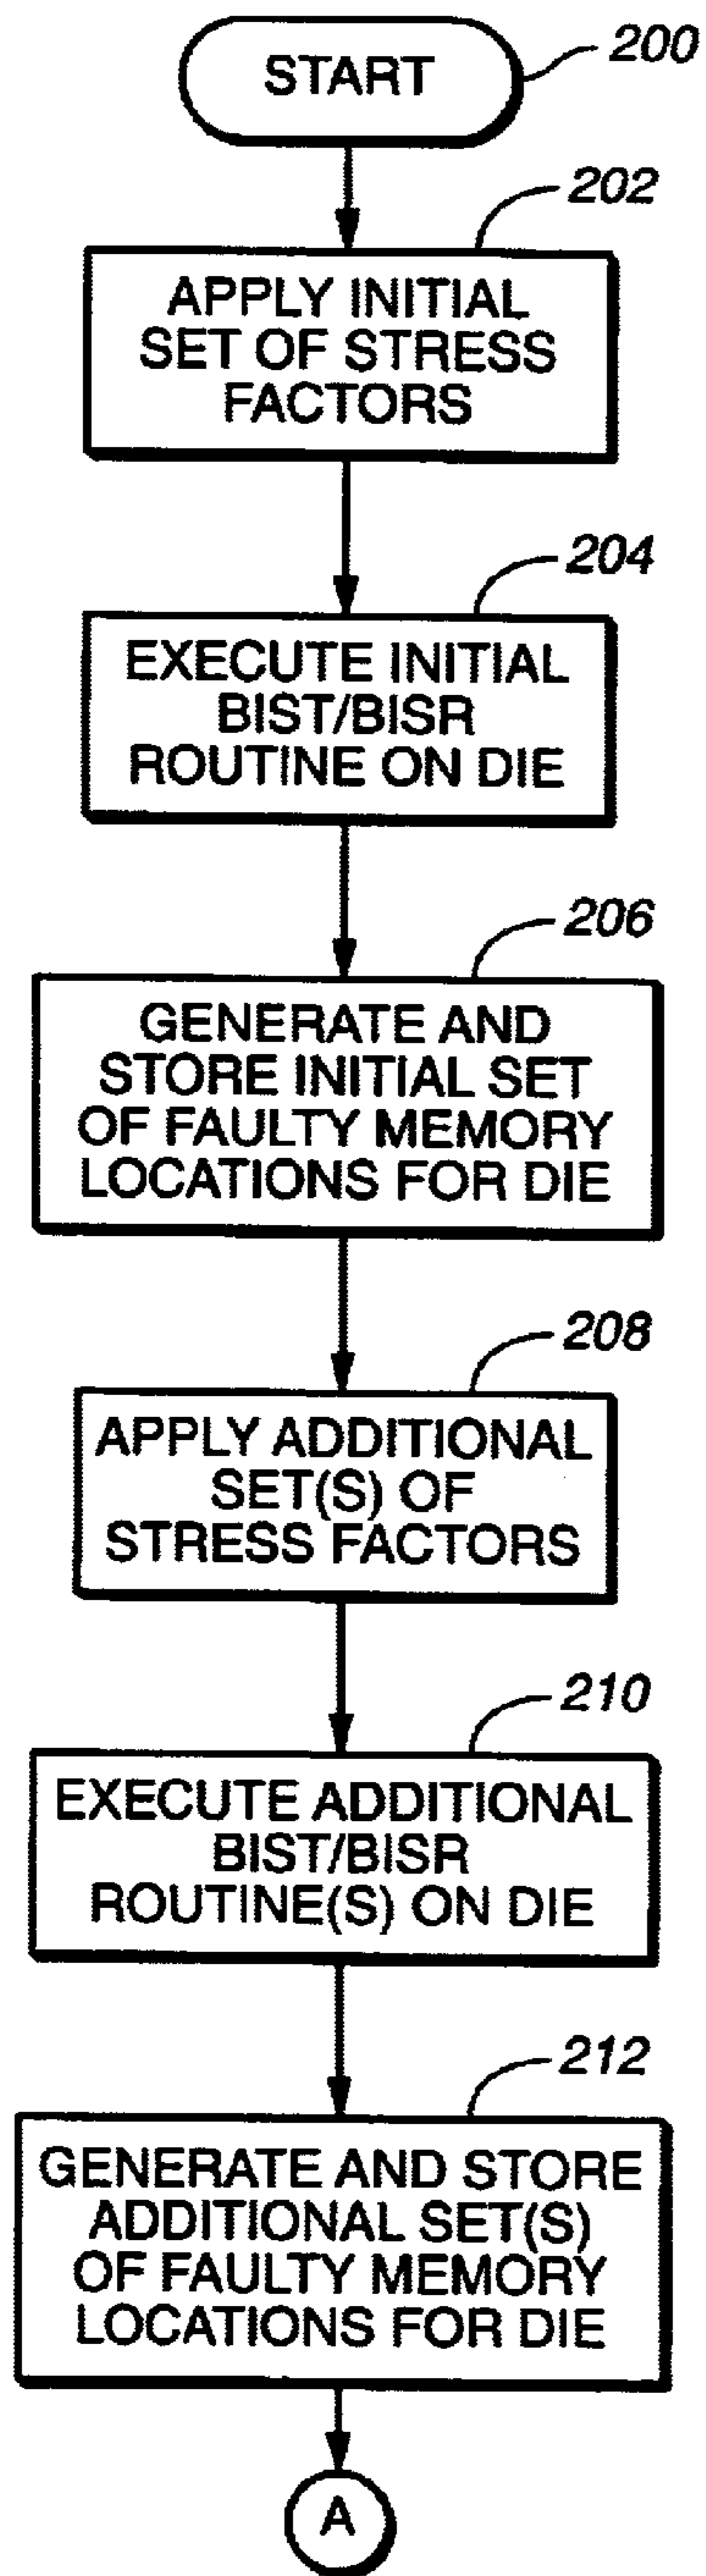 START
200
202
APPLY INITIAL
SET OF STRESS
FACTORS
204
EXECUTE INITIAL
BIST/BISR
ROUTINE ON DIE
206
GENERATE AND
STORE INITIAL SET
OF FAULTY MEMORY
LOCATIONS FOR DIE
208
APPLY ADDITIONAL
SET(S) OF
STRESS FACTORS
210
EXECUTE ADDITIONAL
BIST/BISR
ROUTINE(S) ON DIE
212
GENERATE AND STORE
ADDITIONAL SET(S)
OF FAULTY MEMORY
LOCATIONS FOR DIE
A